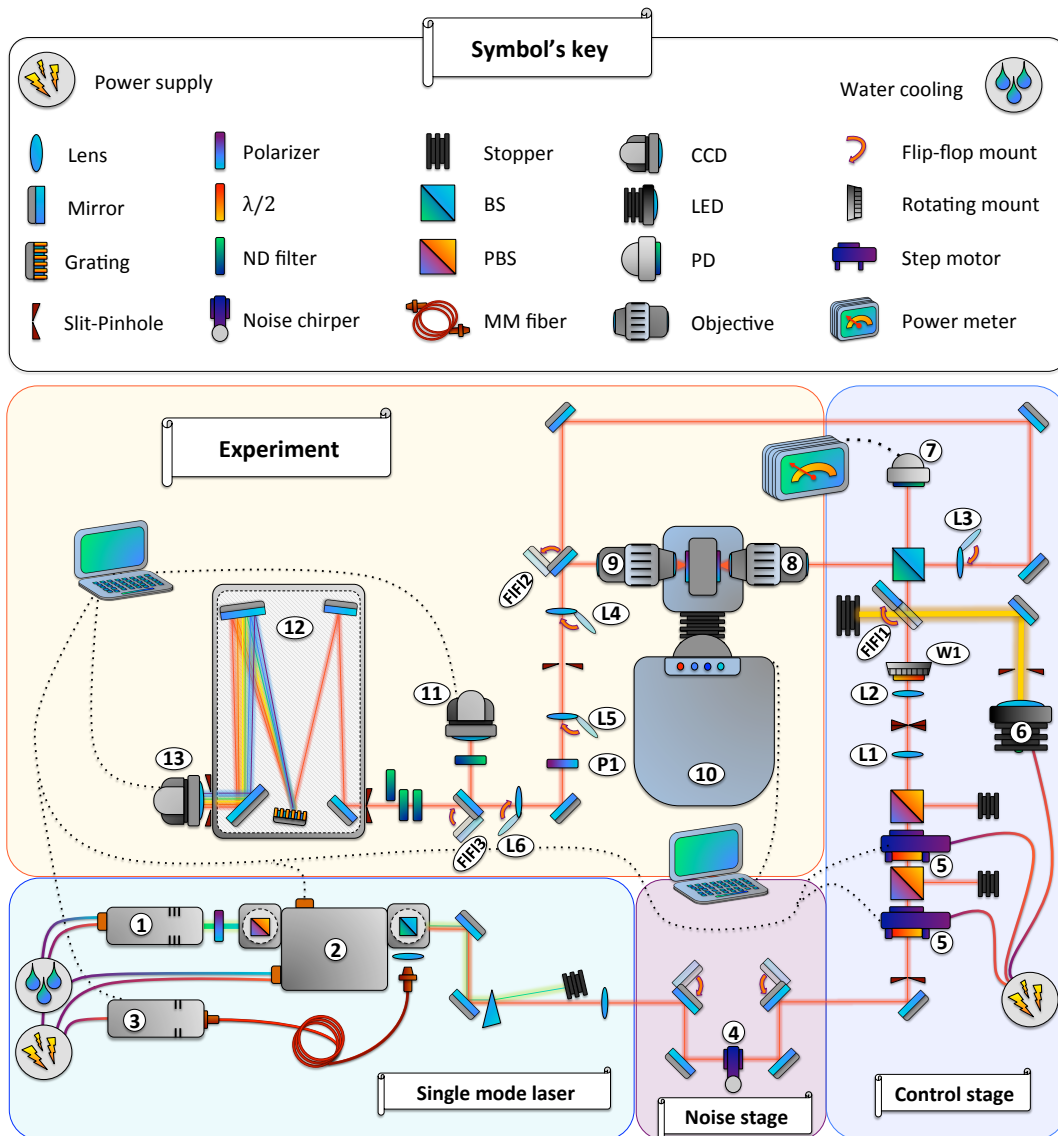 Symbol's key
Power supply
Water cooling
Lens
Polarizer
Stopper
CCD
Flip-flop mount
Mirror
λ/2
BS
LED
Rotating mount
Grating
ND filter
PBS
PD
Step motor
Slit-Pinhole
Noise chirper
MM fiber
Objective
Power meter
Experiment
7
L3
9
8
FlFl2
12
L4
FlFl1
W1
11
L2
L5
6
13
P1
L1
10
FlFl3
L6
5
1
2
5
3
4
Single mode laser
Noise stage
Control stage